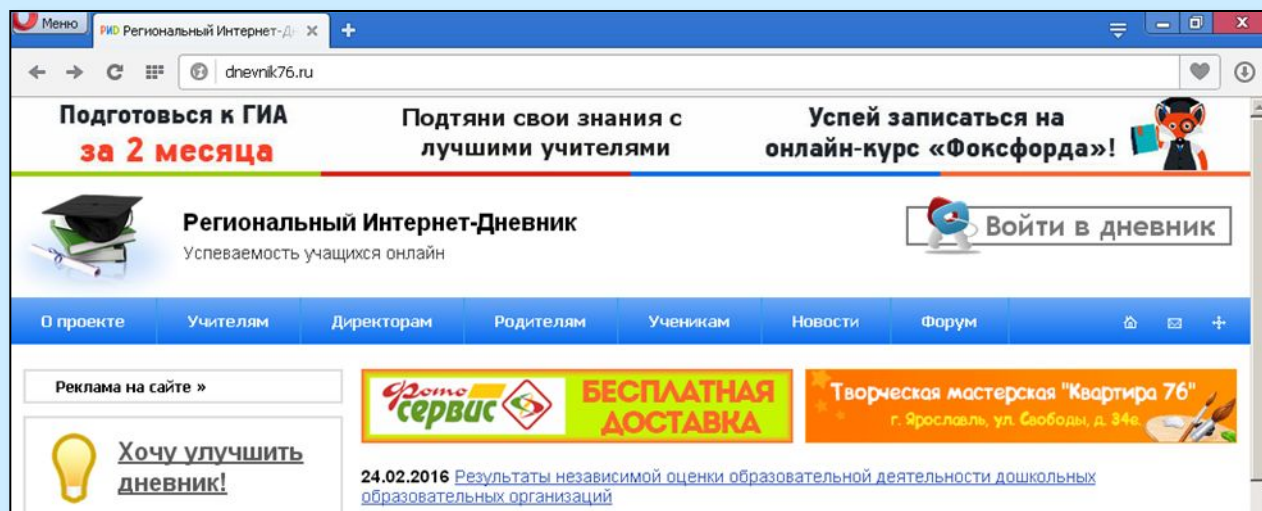 Меню
РИD Региональный Интернет-Д
dnevnik76.ru
Подготовься к ГИА
за 2 месяца
Подтяни свои знания с
лучшими учителями
Успей записаться на
онлайн-курс «Фоксфорда»!
Региональный Интернет-Дневник
Успеваемость учащихся онлайн
Войти в дневник
О проекте Учителям Директорам Родителям Ученикам Новости Форум
Реклама на сайте »
Хочу улучшить
дневник!
Фото
сервис
БЕСПЛАТНАЯ
ДОСТАВКА
Творческая мастерская "Квартира 76"
г. Ярославль, ул. Свободы, д. 34е.
24.02.2016 Результаты независимой оценки образовательной деятельности дошкольных
образовательных организаций